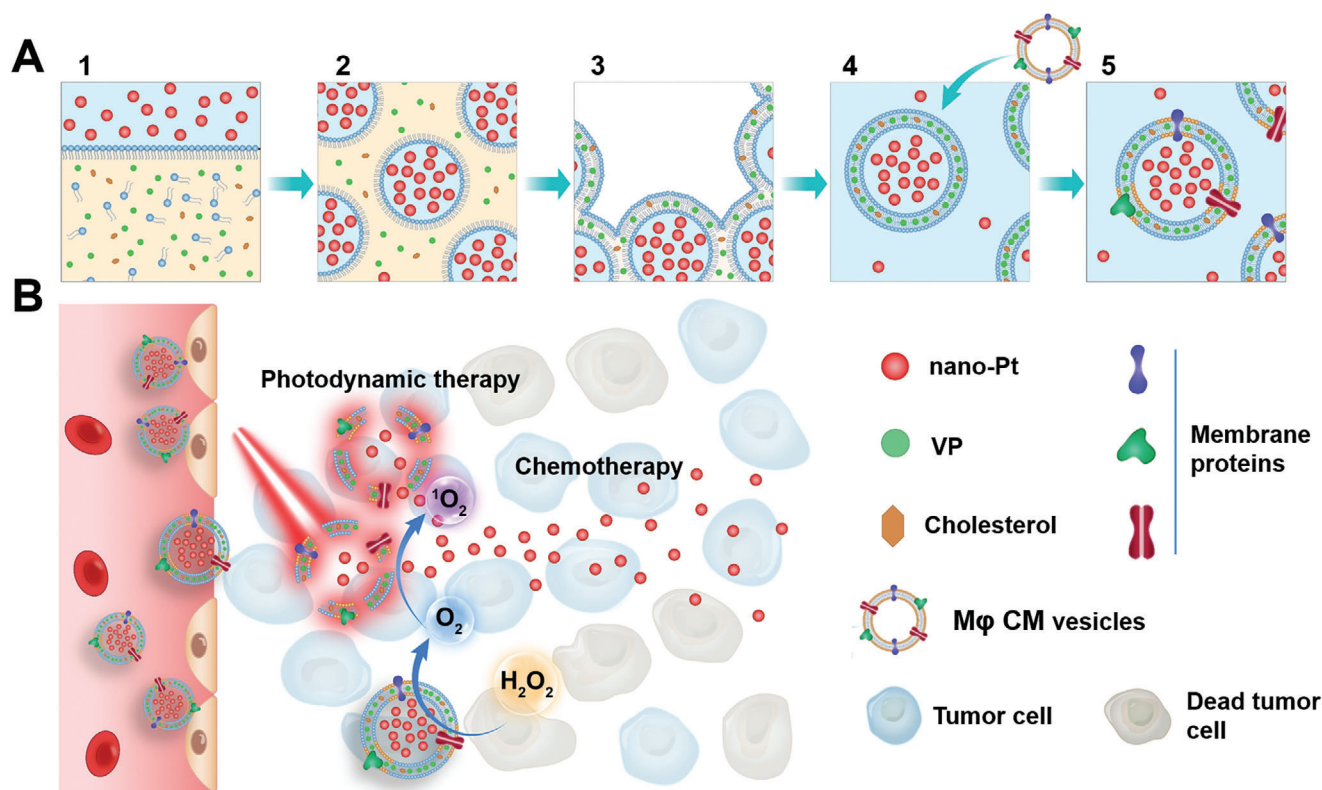 A
1
2
3
4
5
B
Photodynamic therapy
Chemotherapy
¹O₂
O₂
H₂O₂
nano-Pt
VP
Cholesterol
Membrane
proteins
Mφ CM vesicles
Tumor cell
Dead tumor
cell